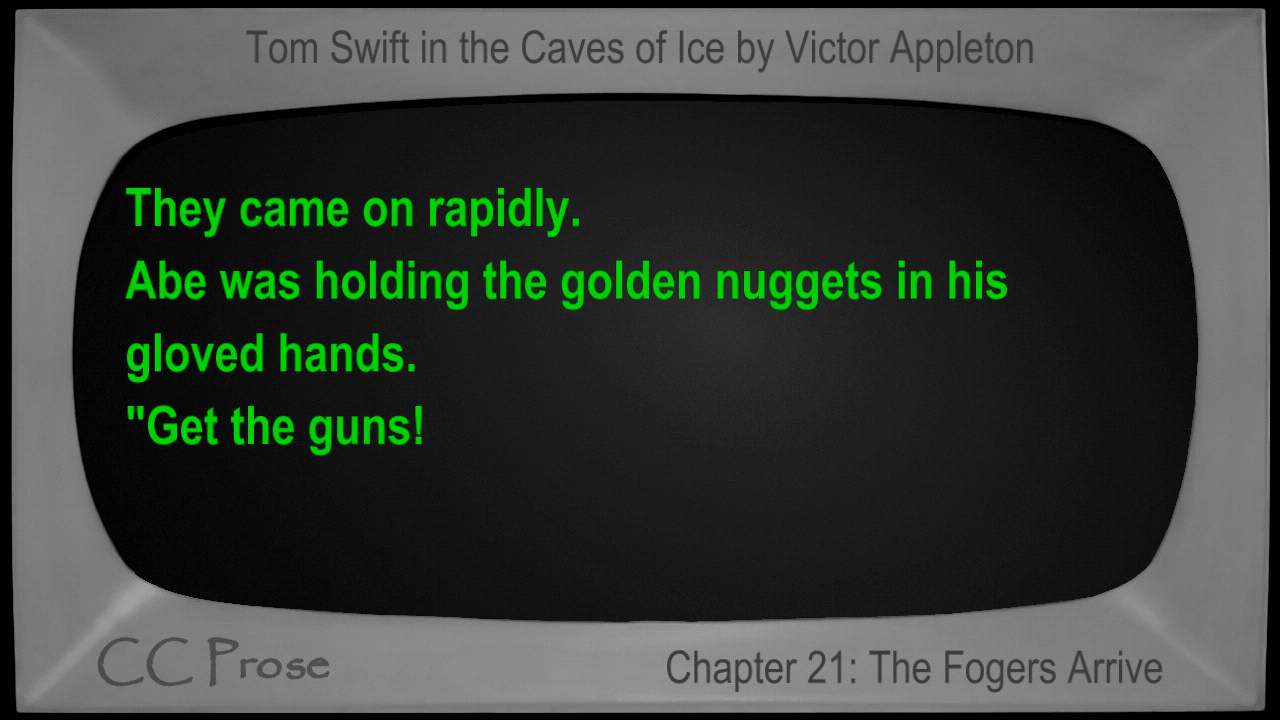 Tom Swift in the Caves of Ice by Victor Appleton
They came on rapidly.
Abe was holding the golden nuggets in his
gloved hands.
"Get the guns!
CC Prose
Chapter 21: The Fogers Arrive